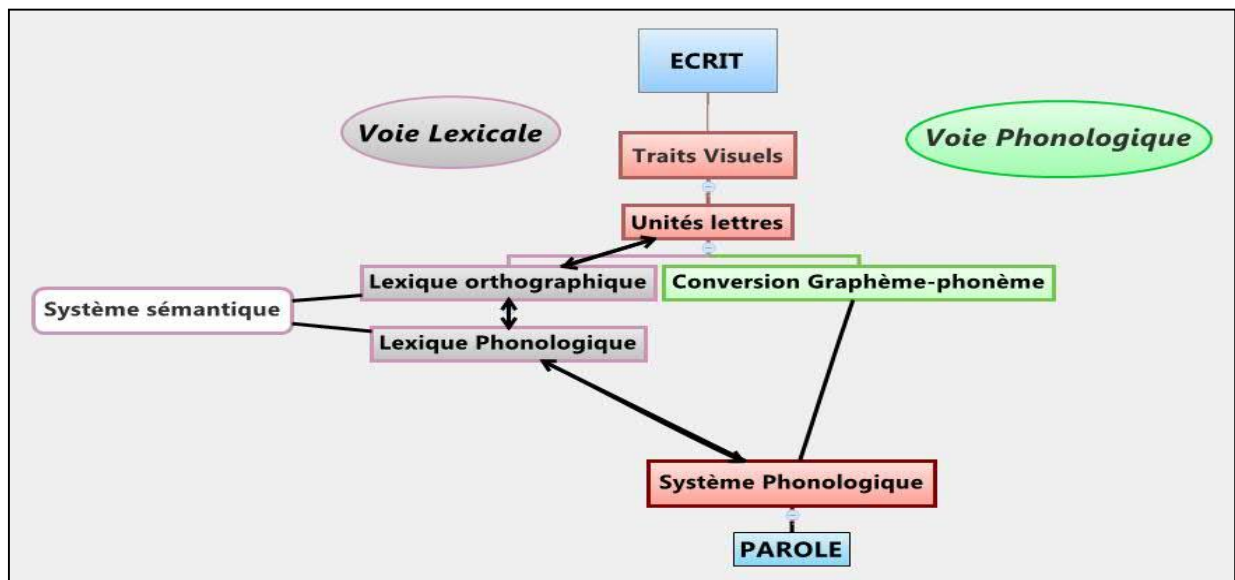 ECRIT
Voie Lexicale
Voie Phonologique
Traits Visuels
Unités lettres
Lexique orthographique
Conversion Graphème-phonème
Système sémantique
Lexique Phonologique
Système Phonologique
PAROLE